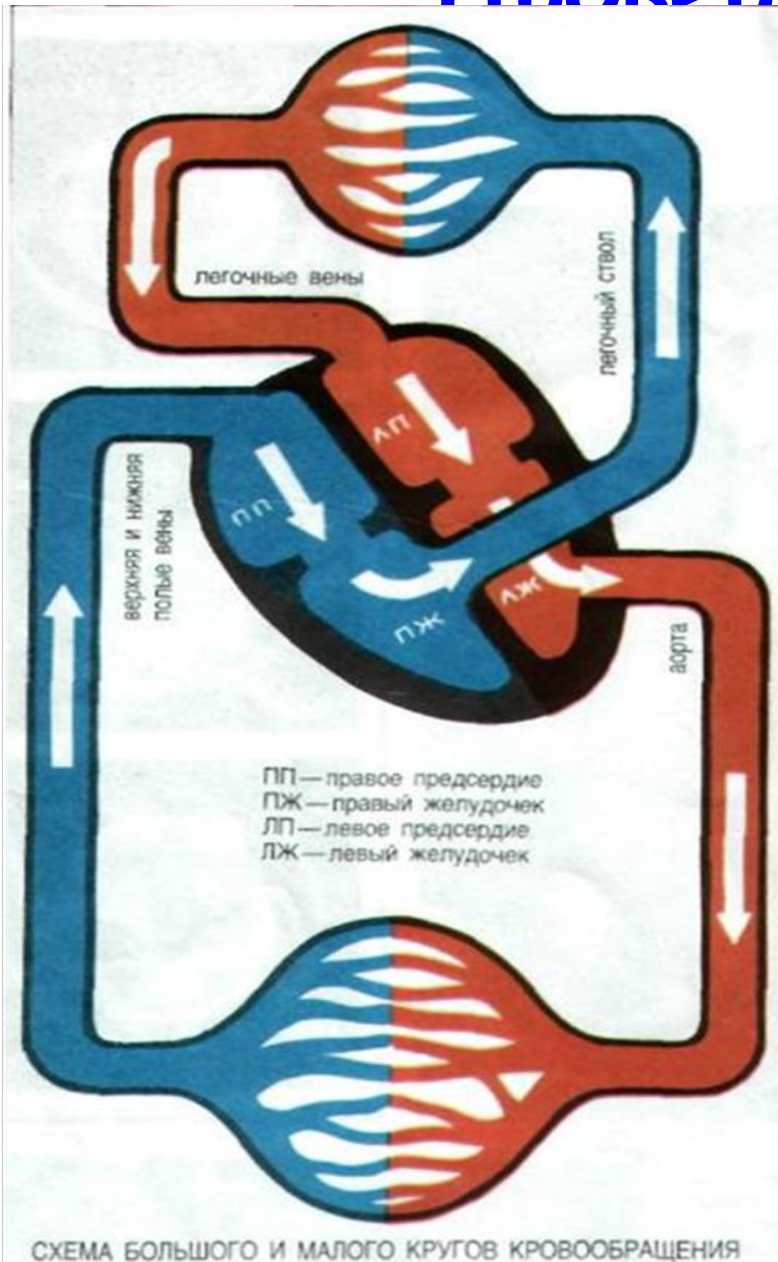 легочные вены
легочный ствол
ЛП
ПП
верхняя и нижняя
полые вены
ЛЖ
ПЖ
аорта
ПП — правое предсердие
ПЖ — правый желудочек
ЛП — левое предсердие
ЛЖ — левый желудочек
СХЕМА БОЛЬШОГО И МАЛОГО КРУГОВ КРОВООБРАЩЕНИЯ